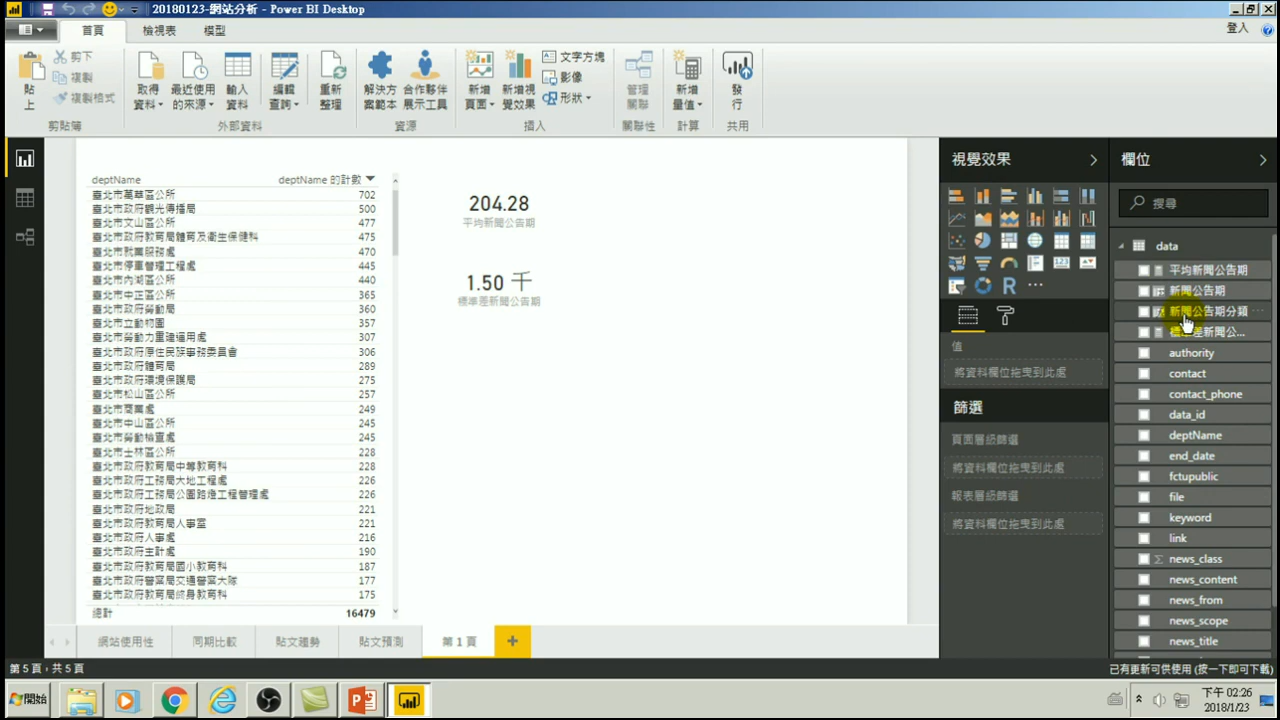 20180123-網站分析 - Power BI Desktop
首頁
檢視表
模型
登入
貼上
剪下
複製
複製格式
剪貼簿
取得資料
最近使用的來源
輸入資料
編輯查詢
重新整理
外部資料
解決方案範本
合作夥伴展示工具
資源
新增頁面
新增視覺效果
文字方塊
影像
形狀
插入
管理關聯
關聯性
新增量值
計算
發行
共用
deptName deptName 的計數
臺北市萬華區公所 702
臺北市政府觀光傳播局 500
臺北市文山區公所 477
臺北市政府教育局體育及衛生保健科 475
臺北市就業服務處 470
臺北市停車管理工程處 445
臺北市內湖區公所 440
臺北市中正區公所 365
臺北市政府勞動局 360
臺北市立動物園 357
臺北市勞動力重建運用處 307
臺北市政府原住民族事務委員會 306
臺北市政府體育局 289
臺北市政府環境保護局 275
臺北市松山區公所 257
臺北市商業處 249
臺北市中山區公所 245
臺北市勞動檢查處 245
臺北市士林區公所 228
臺北市政府教育局中等教育科 228
臺北市政府工務局大地工程處 226
臺北市政府工務局公園路燈工程管理處 226
臺北市政府地政局 221
臺北市政府教育局人事室 221
臺北市政府人事處 216
臺北市政府主計處 190
臺北市政府教育局國小教育科 187
臺北市政府警察局交通警察大隊 177
臺北市政府教育局終身教育科 175
總計 16479
204.28
平均新聞公告期
1.50 千
標準差新聞公告期
視覺效果
值
將資料欄位拖曳到此處
篩選
頁面層級篩選
將資料欄位拖曳到此處
報表層級篩選
將資料欄位拖曳到此處
欄位
搜尋
data
平均新聞公告期
新聞公告期
新聞公告期分類
標準差新聞公...
authority
contact
contact_phone
data_id
deptName
end_date
fctupublic
file
keyword
link
news_class
news_content
news_from
news_scope
news_title
網站使用性
同期比較
貼文趨勢
貼文預測
第 1 頁
第 5 頁，共 5 頁
已有更新可供使用 (按一下即可下載)
開始
下午 02:26
2018/1/23